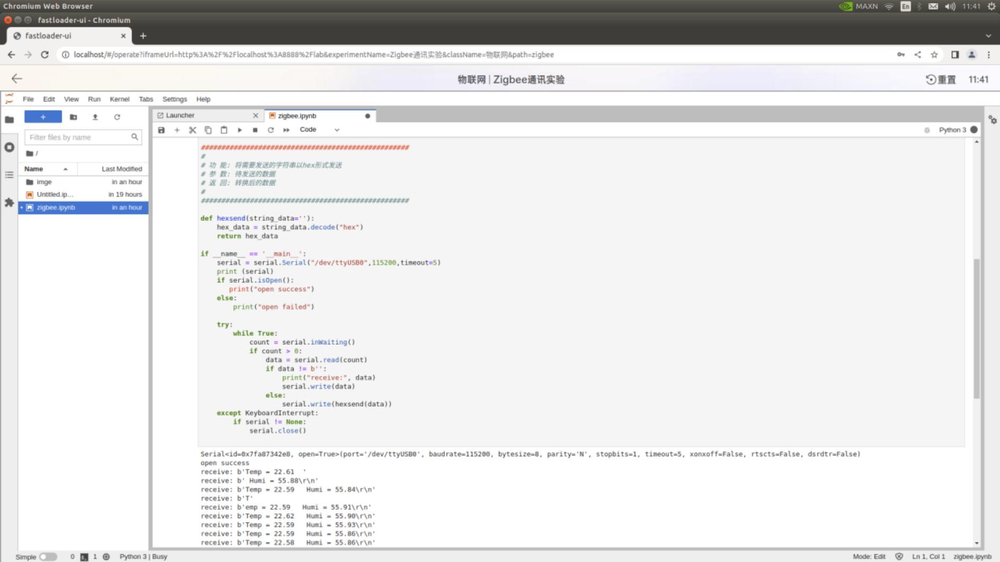 Chromium Web Browser
MAXN En 11:41
fastloader-ui - Chromium
fastloader-ui
localhost/#/operate?iframeUrl=http%3A%2F%2Flocalhost%3A8888%2Flab&experimentName=Zigbee通讯实验&className=物联网&path=zigbee
物联网 | Zigbee通讯实验
重置 11:41
File Edit View Run Kernel Tabs Settings Help
Launcher
zigbee.ipynb
Code
Python 3
Filter files by name
/
Name Last Modified
imge in an hour
Untitled.ip... in 19 hours
zigbee.ipynb in an hour
###################################################
#
# 功 能: 将需要发送的字符串以hex形式发送
# 参 数: 待发送的数据
# 返 回: 转换后的数据
#
###################################################
def hexsend(string_data=''):
    hex_data = string_data.decode("hex")
    return hex_data
if __name__ == '__main__':
    serial = serial.Serial("/dev/ttyUSB0",115200,timeout=5)
    print (serial)
    if serial.isOpen():
       print("open success")
    else:
        print("open failed")
    try:
        while True:
            count = serial.inWaiting()
            if count > 0:
                data = serial.read(count)
                if data != b'':
                    print("receive:", data)
                    serial.write(data)
                else:
                    serial.write(hexsend(data))
    except KeyboardInterrupt:
        if serial != None:
            serial.close()
Serial<id=0x7fa87342e8, open=True>(port='/dev/ttyUSB0', baudrate=115200, bytesize=8, parity='N', stopbits=1, timeout=5, xonxoff=False, rtscts=False, dsrdtr=False)
open success
receive: b'Temp = 22.61  '
receive: b' Humi = 55.88\r\n'
receive: b'Temp = 22.59   Humi = 55.84\r\n'
receive: b'T'
receive: b'emp = 22.59   Humi = 55.91\r\n'
receive: b'Temp = 22.62   Humi = 55.90\r\n'
receive: b'Temp = 22.59   Humi = 55.93\r\n'
receive: b'Temp = 22.59   Humi = 55.86\r\n'
receive: b'Temp = 22.58   Humi = 55.86\r\n'
Simple 0 1 Python 3 | Busy
Mode: Edit Ln 1, Col 1 zigbee.ipynb